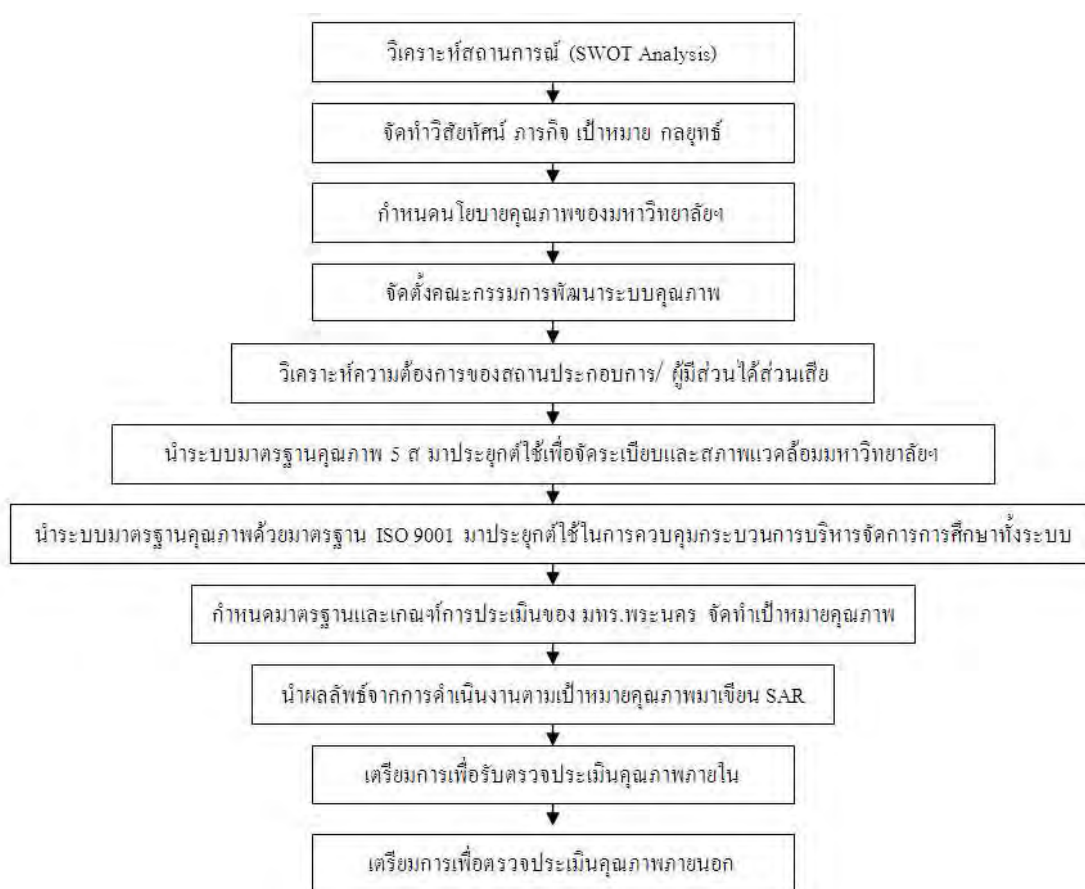 วิเคราะห์สถานการณ์ (SWOT Analysis)
จัดทำวิสัยทัศน์ ภารกิจ เป้าหมาย กลยุทธ์
กำหนดนโยบายคุณภาพของมหาวิทยาลัยฯ
จัดตั้งคณะกรรมการพัฒนาระบบคุณภาพ
วิเคราะห์ความต้องการของสถานประกอบการ/ ผู้มีส่วนได้ส่วนเสีย
นำระบบมาตรฐานคุณภาพ 5 ส มาประยุกต์ใช้เพื่อจัดระเบียบและสภาพแวดล้อมมหาวิทยาลัยฯ
นำระบบมาตรฐานคุณภาพด้วยมาตรฐาน ISO 9001 มาประยุกต์ใช้ในการควบคุมกระบวนการบริหารจัดการการศึกษาทั้งระบบ
กำหนดมาตรฐานและเกณฑ์การประเมินของ มทร.พระนคร จัดทำเป้าหมายคุณภาพ
นำผลลัพธ์จากการดำเนินงานตามเป้าหมายคุณภาพมาเขียน SAR
เตรียมการเพื่อรับตรวจประเมินคุณภาพภายใน
เตรียมการเพื่อตรวจประเมินคุณภาพภายนอก